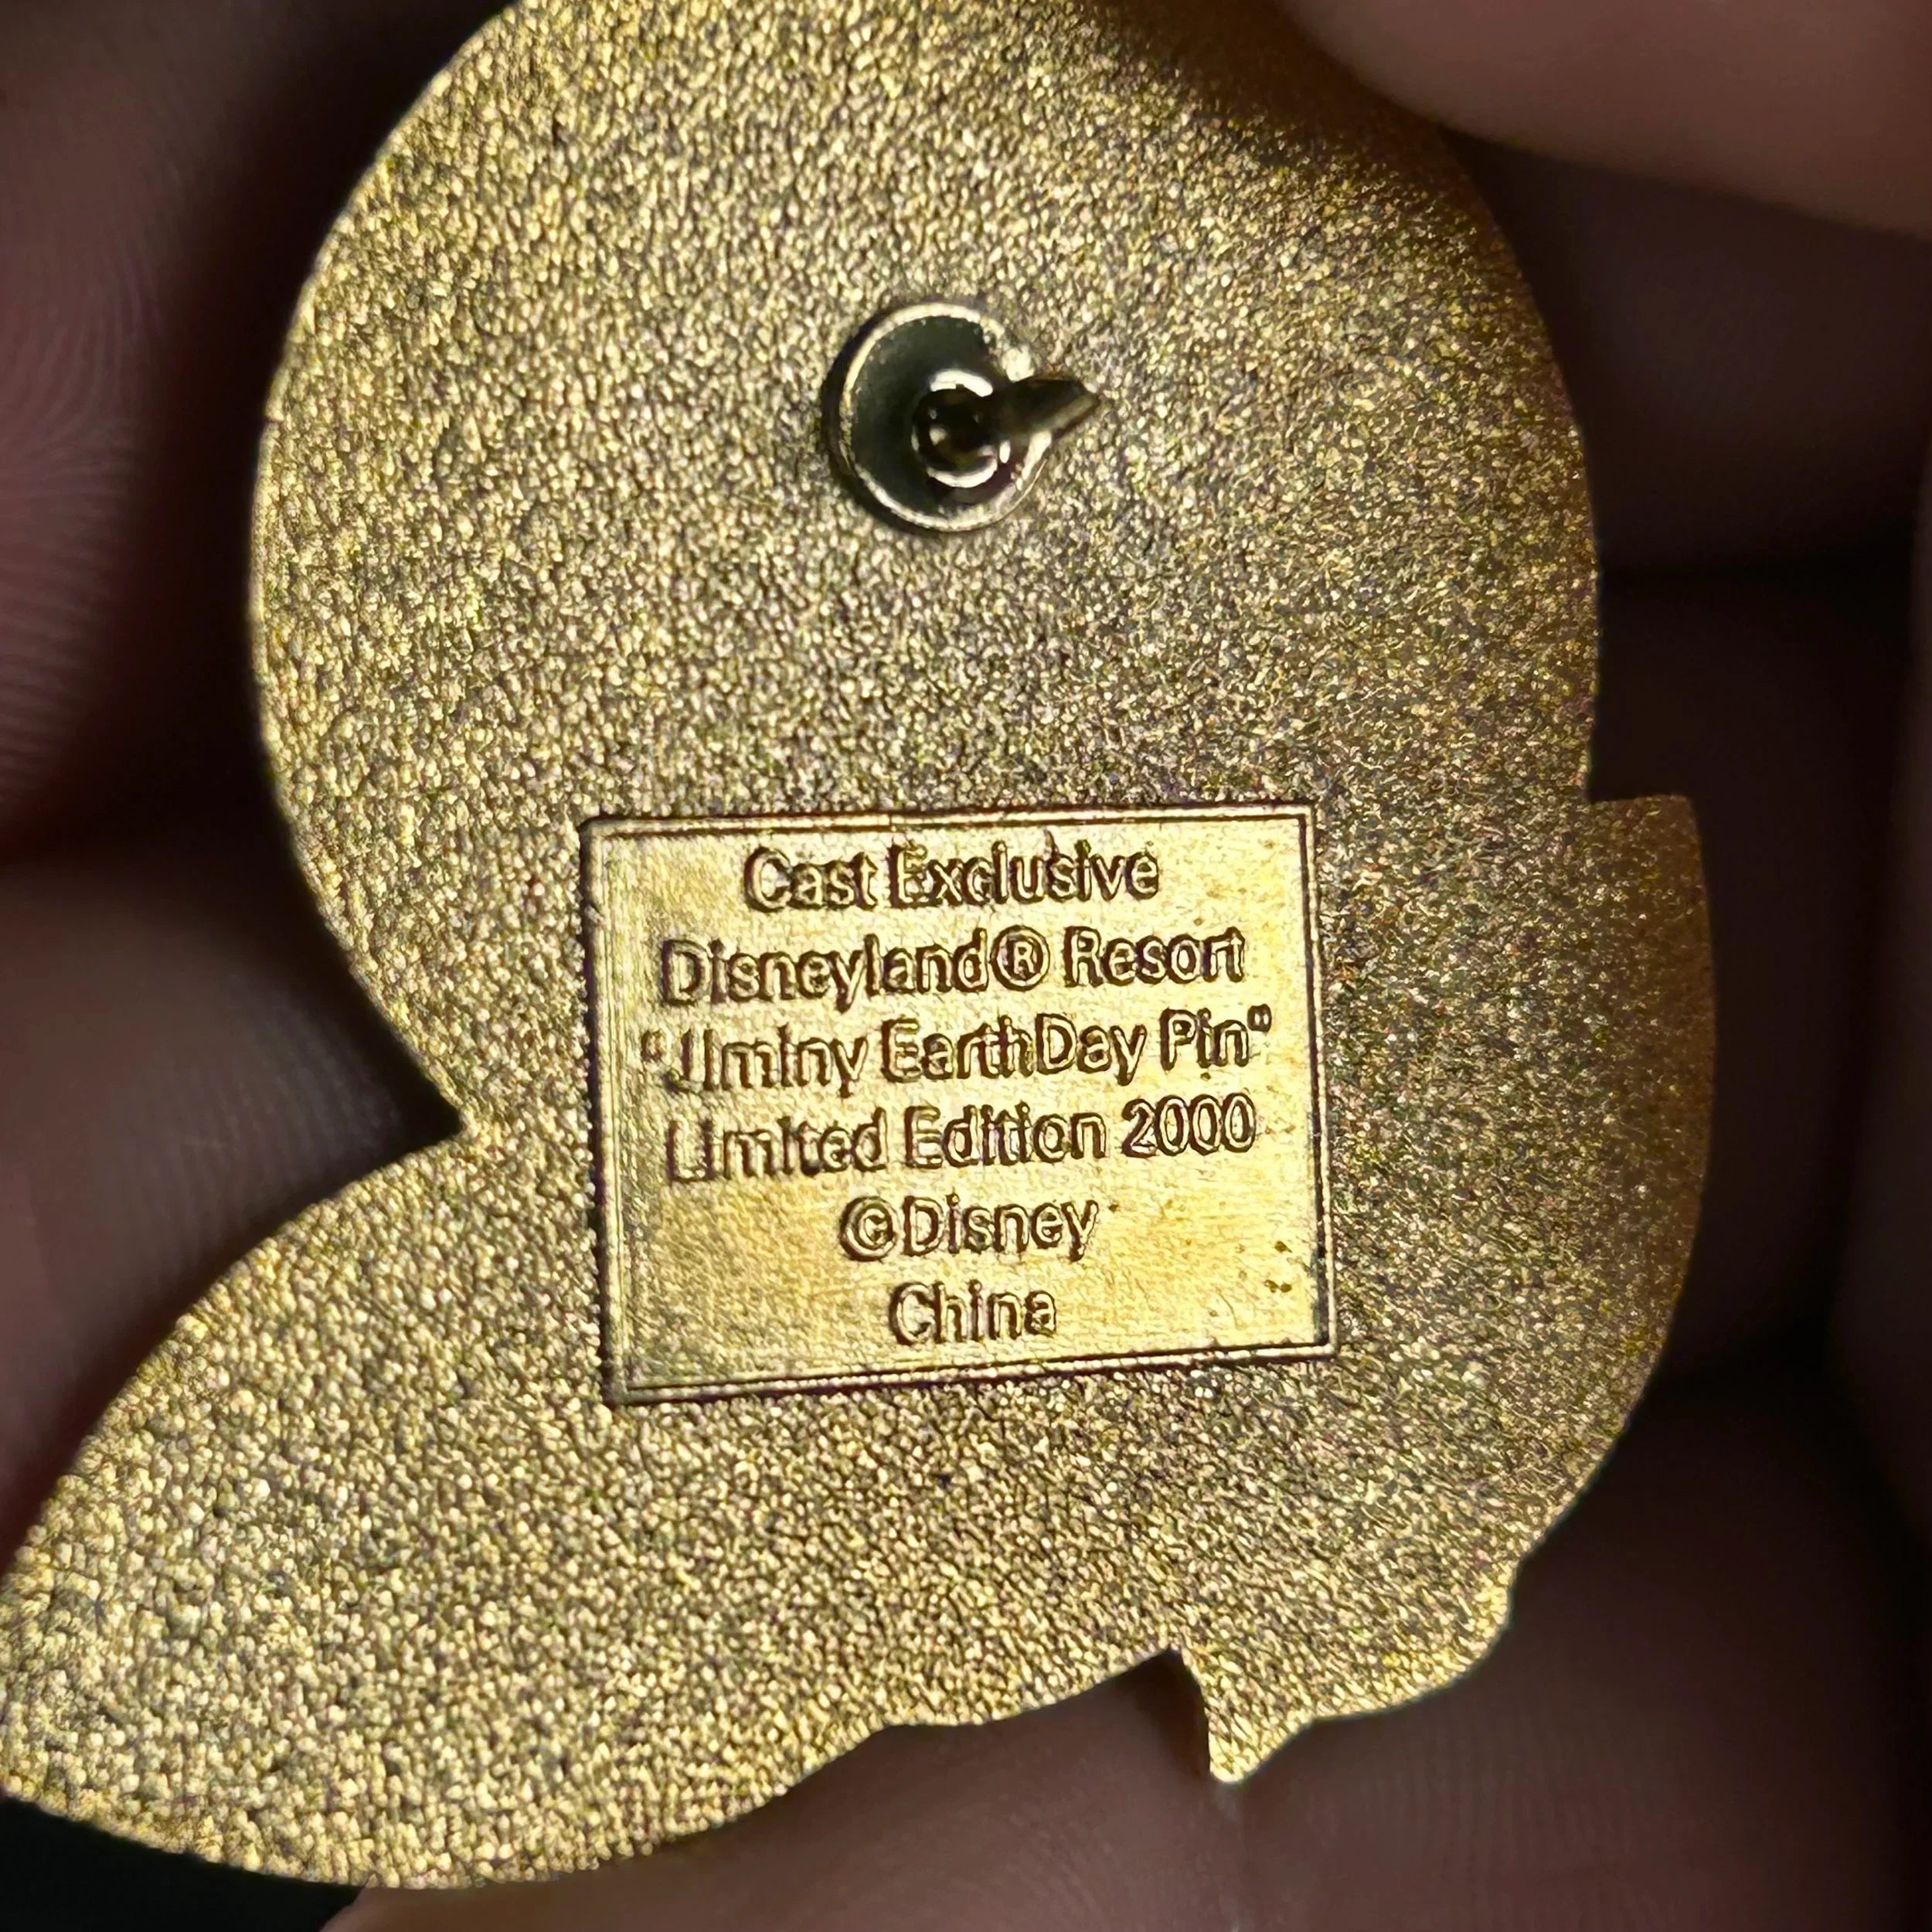 Cast Exclusive
Disneyland® Resort
"Jiminy EarthDay Pin"
Limited Edition 2000
©Disney
China